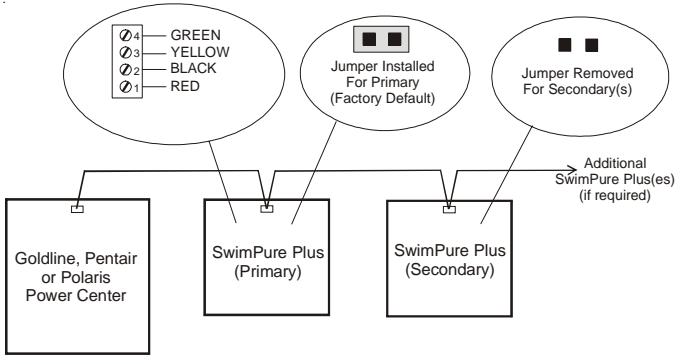 4 GREEN
3 YELLOW
2 BLACK
1 RED
Jumper Installed
For Primary
(Factory Default)
Jumper Removed
For Secondary(s)
Additional
SwimPure Plus(es)
(if required)
Goldline, Pentair
or Polaris
Power Center
SwimPure Plus
(Primary)
SwimPure Plus
(Secondary)